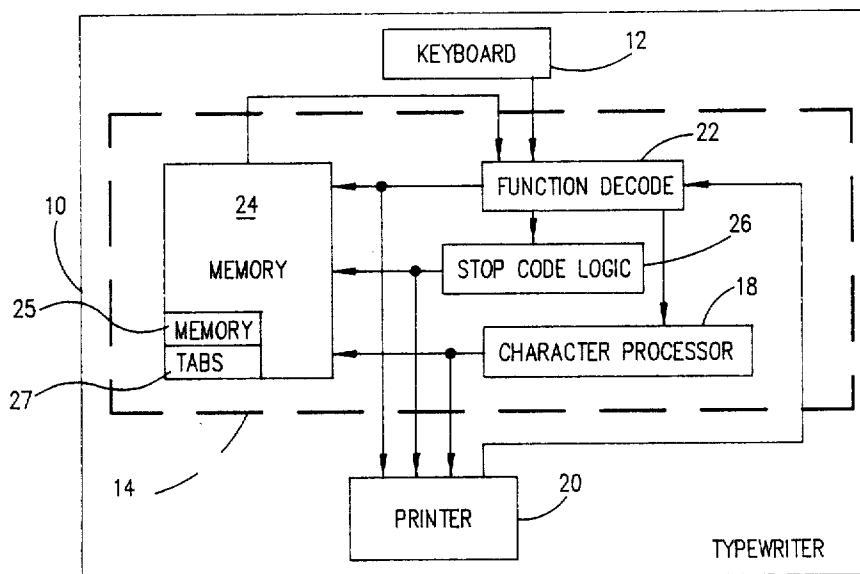 KEYBOARD
12
22
FUNCTION DECODE
24
10
26
MEMORY
STOP CODE LOGIC
18
25
MEMORY
CHARACTER PROCESSOR
TABS
27
14
20
PRINTER
TYPEWRITER